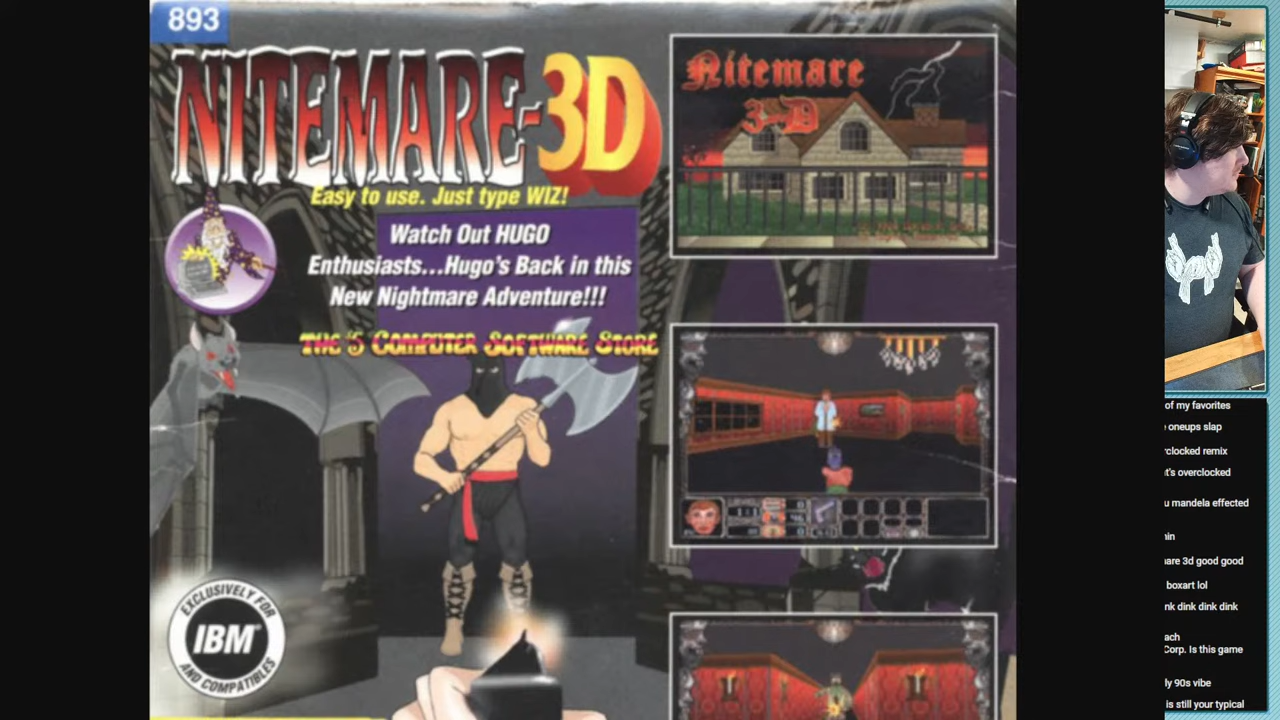 893
NITEMARE-3D
Easy to use. Just type WIZ!
Watch Out HUGO
Enthusiasts...Hugo's Back in this
New Nightmare Adventure!!!
THE $5 COMPUTER SOFTWARE STORE
EXCLUSIVELY FOR
IBM
AND COMPATIBLES
Nitemare
3-D
of my favorites
oneups slap
rclocked remix
t's overclocked
u mandela effected
are 3d good good
boxart lol
nk dink dink dink
ach
Corp. Is this game
ly 90s vibe
is still your typical